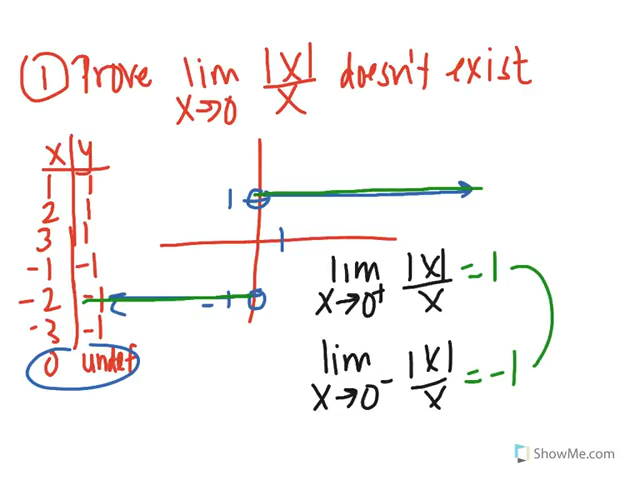 ① Prove lim x→0 |x|/x doesn't exist
x | y
1 | 1
2 | 1
3 | 1
-1 | -1
-2 | -1
-3 | -1
0 undef
1
1
-1
lim x→0⁺ |x|/x = 1
lim x→0⁻ |x|/x = -1
ShowMe.com